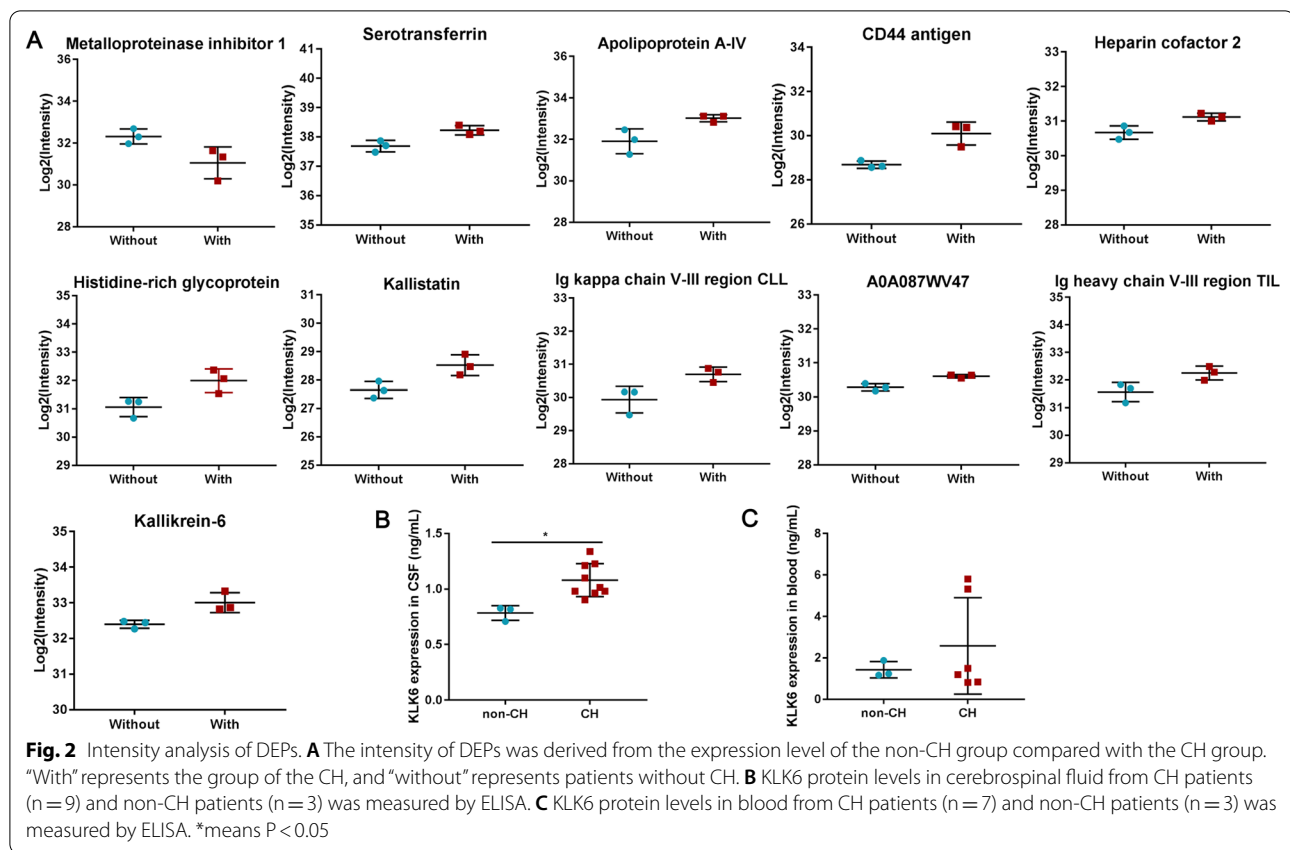 A
Metalloproteinase inhibitor 1
Log2(Intensity)
36
34
32
30
28
Without
With
Serotransferrin
Log2(Intensity)
41
40
39
38
37
36
35
Without
With
Apolipoprotein A-IV
Log2(Intensity)
36
34
32
30
28
Without
With
CD44 antigen
Log2(Intensity)
34
32
30
28
26
Without
With
Heparin cofactor 2
Log2(Intensity)
33
32
31
30
29
28
Without
With
Histidine-rich glycoprotein
Log2(Intensity)
35
34
33
32
31
30
29
Without
With
Kallistatin
Log2(Intensity)
31
30
29
28
27
26
25
Without
With
Ig kappa chain V-III region CLL
Log2(Intensity)
33
32
31
30
29
28
Without
With
A0A087WV47
Log2(Intensity)
33
32
31
30
29
28
Without
With
Ig heavy chain V-III region TIL
Log2(Intensity)
35
34
33
32
31
30
29
Without
With
Kallikrein-6
Log2(Intensity)
35
34
33
32
31
30
Without
With
B
KLK6 expression in CSF (ng/mL)
1.5
1.0
0.5
0.0
*
non-CH
CH
C
KLK6 expression in blood (ng/mL)
8
6
4
2
0
non-CH
CH
Fig. 2 Intensity analysis of DEPs. A The intensity of DEPs was derived from the expression level of the non-CH group compared with the CH group.
"With" represents the group of the CH, and "without" represents patients without CH. B KLK6 protein levels in cerebrospinal fluid from CH patients
(n = 9) and non-CH patients (n = 3) was measured by ELISA. C KLK6 protein levels in blood from CH patients (n = 7) and non-CH patients (n = 3) was
measured by ELISA. *means P < 0.05